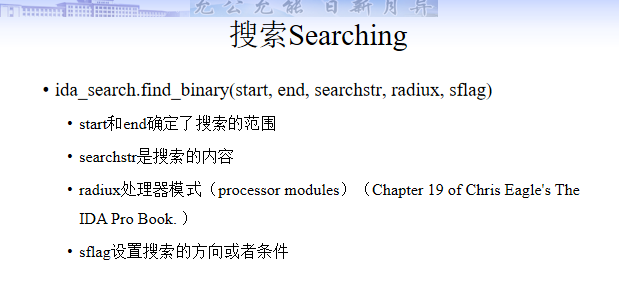 允公允能 日新月异
搜索Searching
• ida_search.find_binary(start, end, searchstr, radiux, sflag)
• start和end确定了搜索的范围
• searchstr是搜索的内容
• radiux处理器模式（processor modules）（Chapter 19 of Chris Eagle's The
IDA Pro Book. ）
• sflag设置搜索的方向或者条件